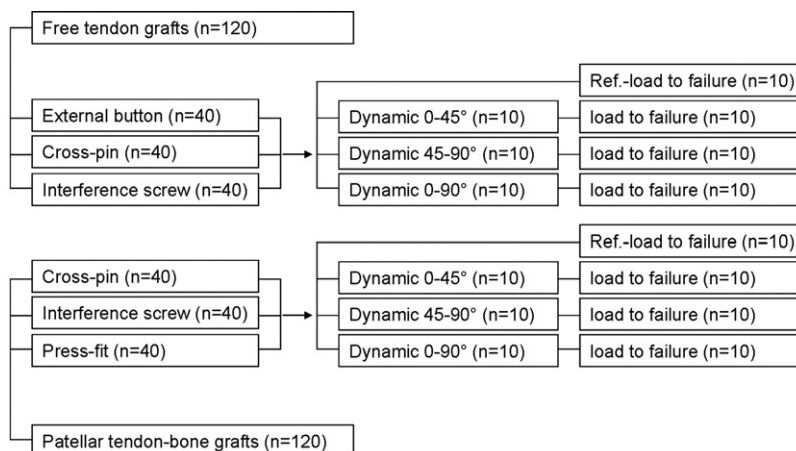 Free tendon grafts (n=120)
Ref.-load to failure (n=10)
External button (n=40)
Dynamic 0-45° (n=10)
load to failure (n=10)
Cross-pin (n=40)
Dynamic 45-90° (n=10)
load to failure (n=10)
Interference screw (n=40)
Dynamic 0-90° (n=10)
load to failure (n=10)
Ref.-load to failure (n=10)
Cross-pin (n=40)
Dynamic 0-45° (n=10)
load to failure (n=10)
Interference screw (n=40)
Dynamic 45-90° (n=10)
load to failure (n=10)
Press-fit (n=40)
Dynamic 0-90° (n=10)
load to failure (n=10)
Patellar tendon-bone grafts (n=120)